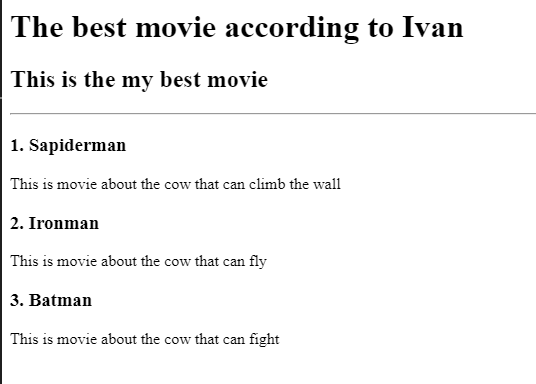 The best movie according to Ivan
This is the my best movie
1. Sapiderman
This is movie about the cow that can climb the wall
2. Ironman
This is movie about the cow that can fly
3. Batman
This is movie about the cow that can fight